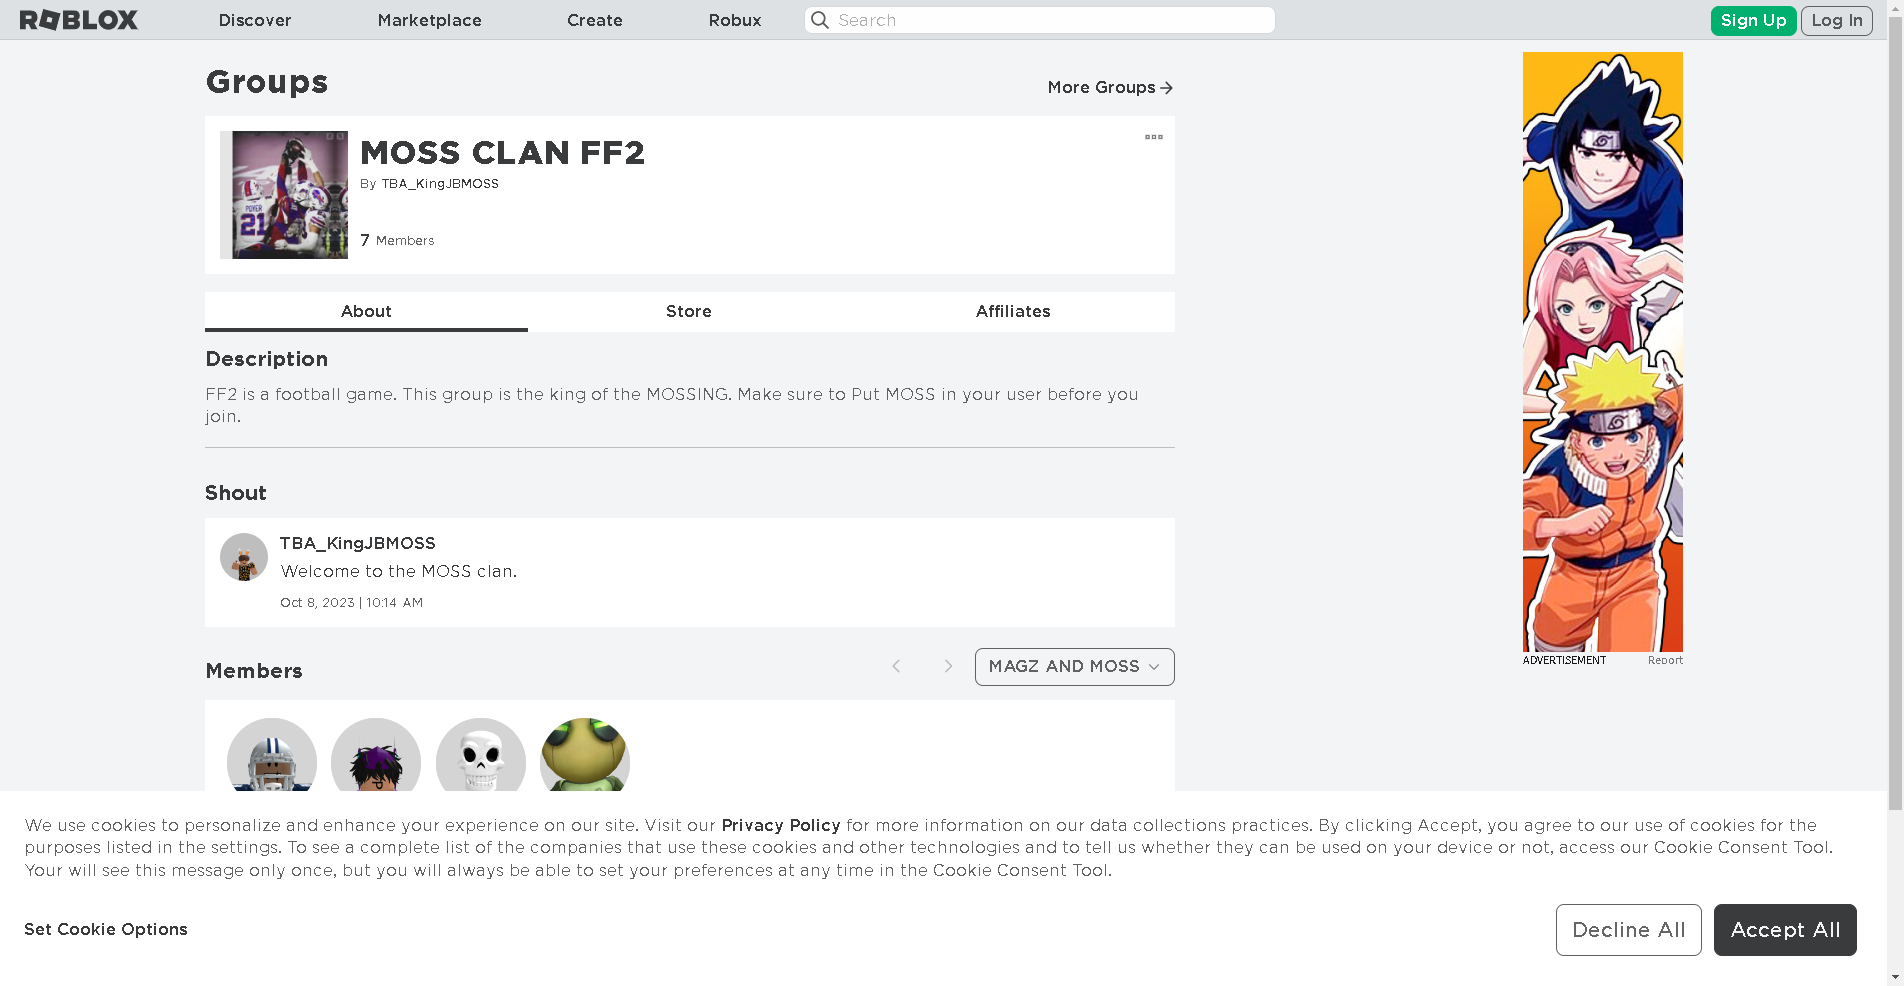 ROBLOX
Discover
Marketplace
Create
Robux
Search
Sign Up
Log In
Groups
More Groups
MOSS CLAN FF2
By TBA_KingJBMOSS
7 Members
POYER
21
About
Store
Affiliates
Description
FF2 is a football game. This group is the king of the MOSSING. Make sure to Put MOSS in your user before you
join.
Shout
TBA_KingJBMOSS
Welcome to the MOSS clan.
Oct 8, 2023 | 10:14 AM
ADVERTISEMENT
Report
Members
MAGZ AND MOSS
We use cookies to personalize and enhance your experience on our site. Visit our Privacy Policy for more information on our data collections practices. By clicking Accept, you agree to our use of cookies for the
purposes listed in the settings. To see a complete list of the companies that use these cookies and other technologies and to tell us whether they can be used on your device or not, access our Cookie Consent Tool.
Your will see this message only once, but you will always be able to set your preferences at any time in the Cookie Consent Tool.
Set Cookie Options
Decline All
Accept All